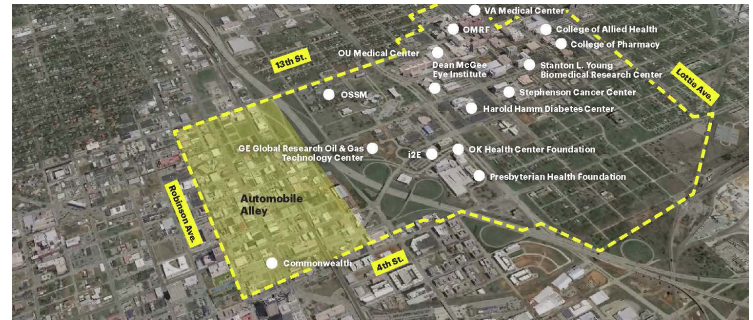 VA Medical Center
OMRF
College of Allied Health
College of Pharmacy
OU Medical Center
13th St.
Dean McGee
Eye Institute
Stanton L. Young
Biomedical Research Center
Lottie Ave.
OSSM
Stephenson Cancer Center
Harold Hamm Diabetes Center
GE Global Research Oil & Gas
Technology Center
i2E
OK Health Center Foundation
Presbyterian Health Foundation
Robinson Ave.
Automobile
Alley
Commonwealth
4th St.